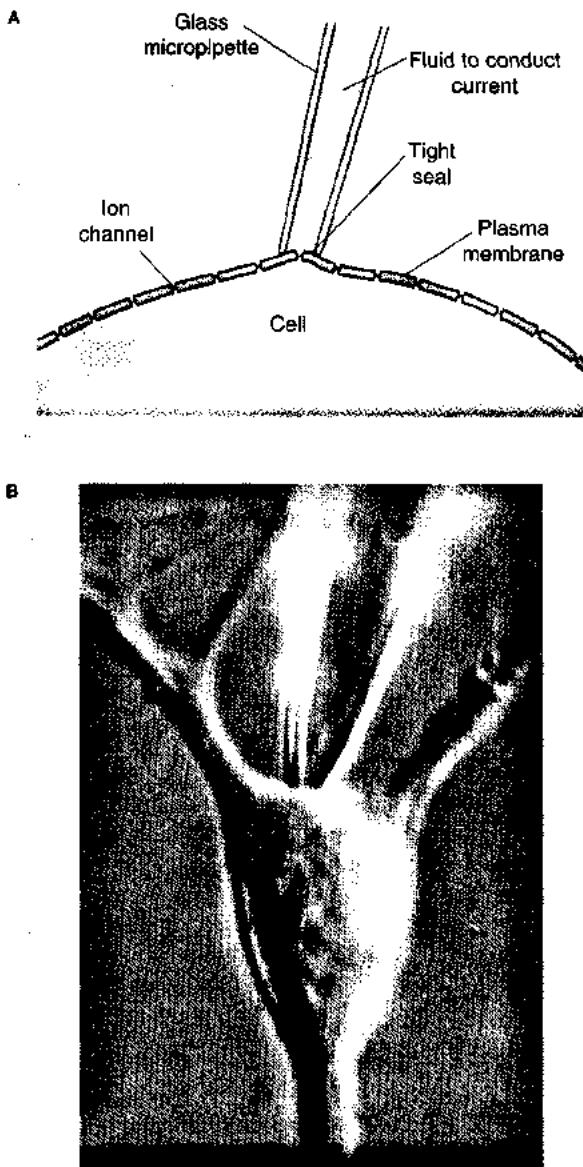 A
Glass
micropipette
Fluid to conduct
current
Tight
seal
Ion
channel
Plasma
membrane
Cell
B